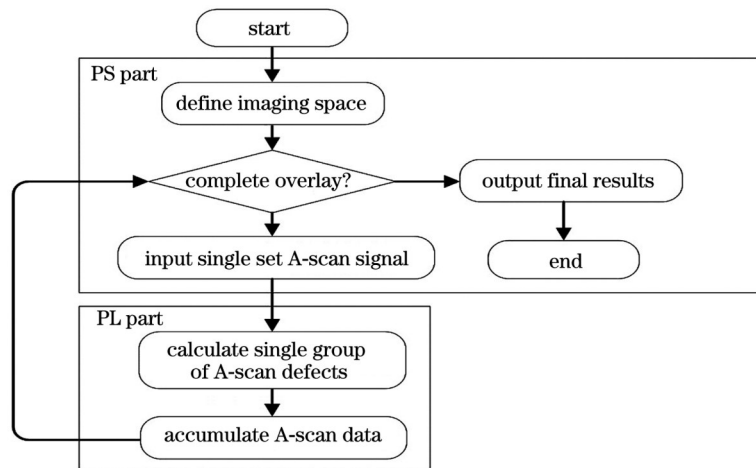 start
PS part
define imaging space
complete overlay?
output final results
input single set A-scan signal
end
PL part
calculate single group
of A-scan defects
accumulate A-scan data